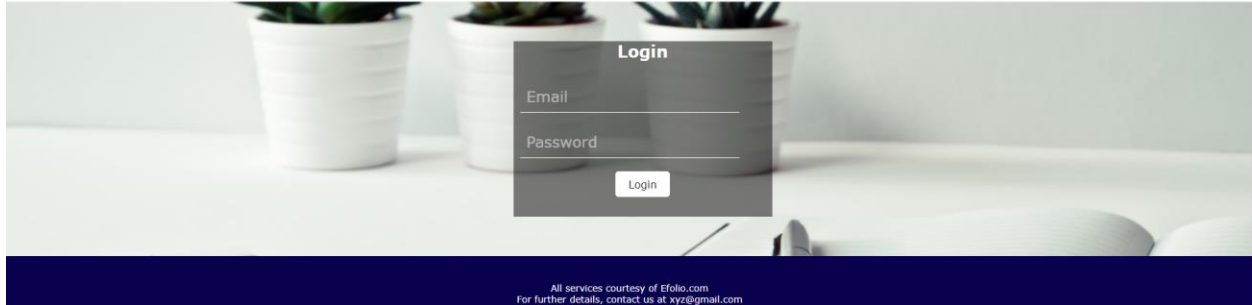 Login
Email
Password
Login
All services courtesy of Efolio.com
For further details, contact us at xyz@gmail.com